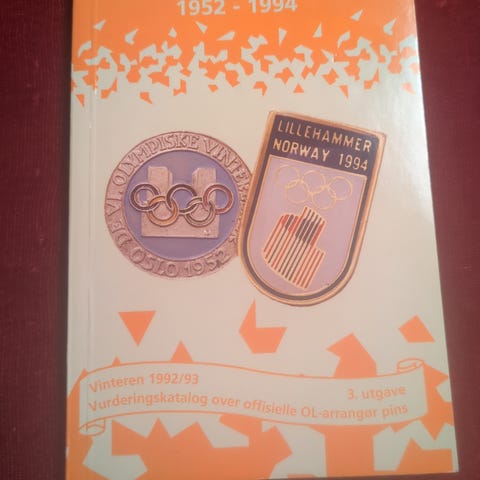 1952 - 1994
DE VI. OLYMPISKE VINTER
OSLO 1952
LILLEHAMMER
NORWAY 1994
Vinteren 1992/93
3. utgave
Vurderingskatalog over offisielle OL-arrangør pins